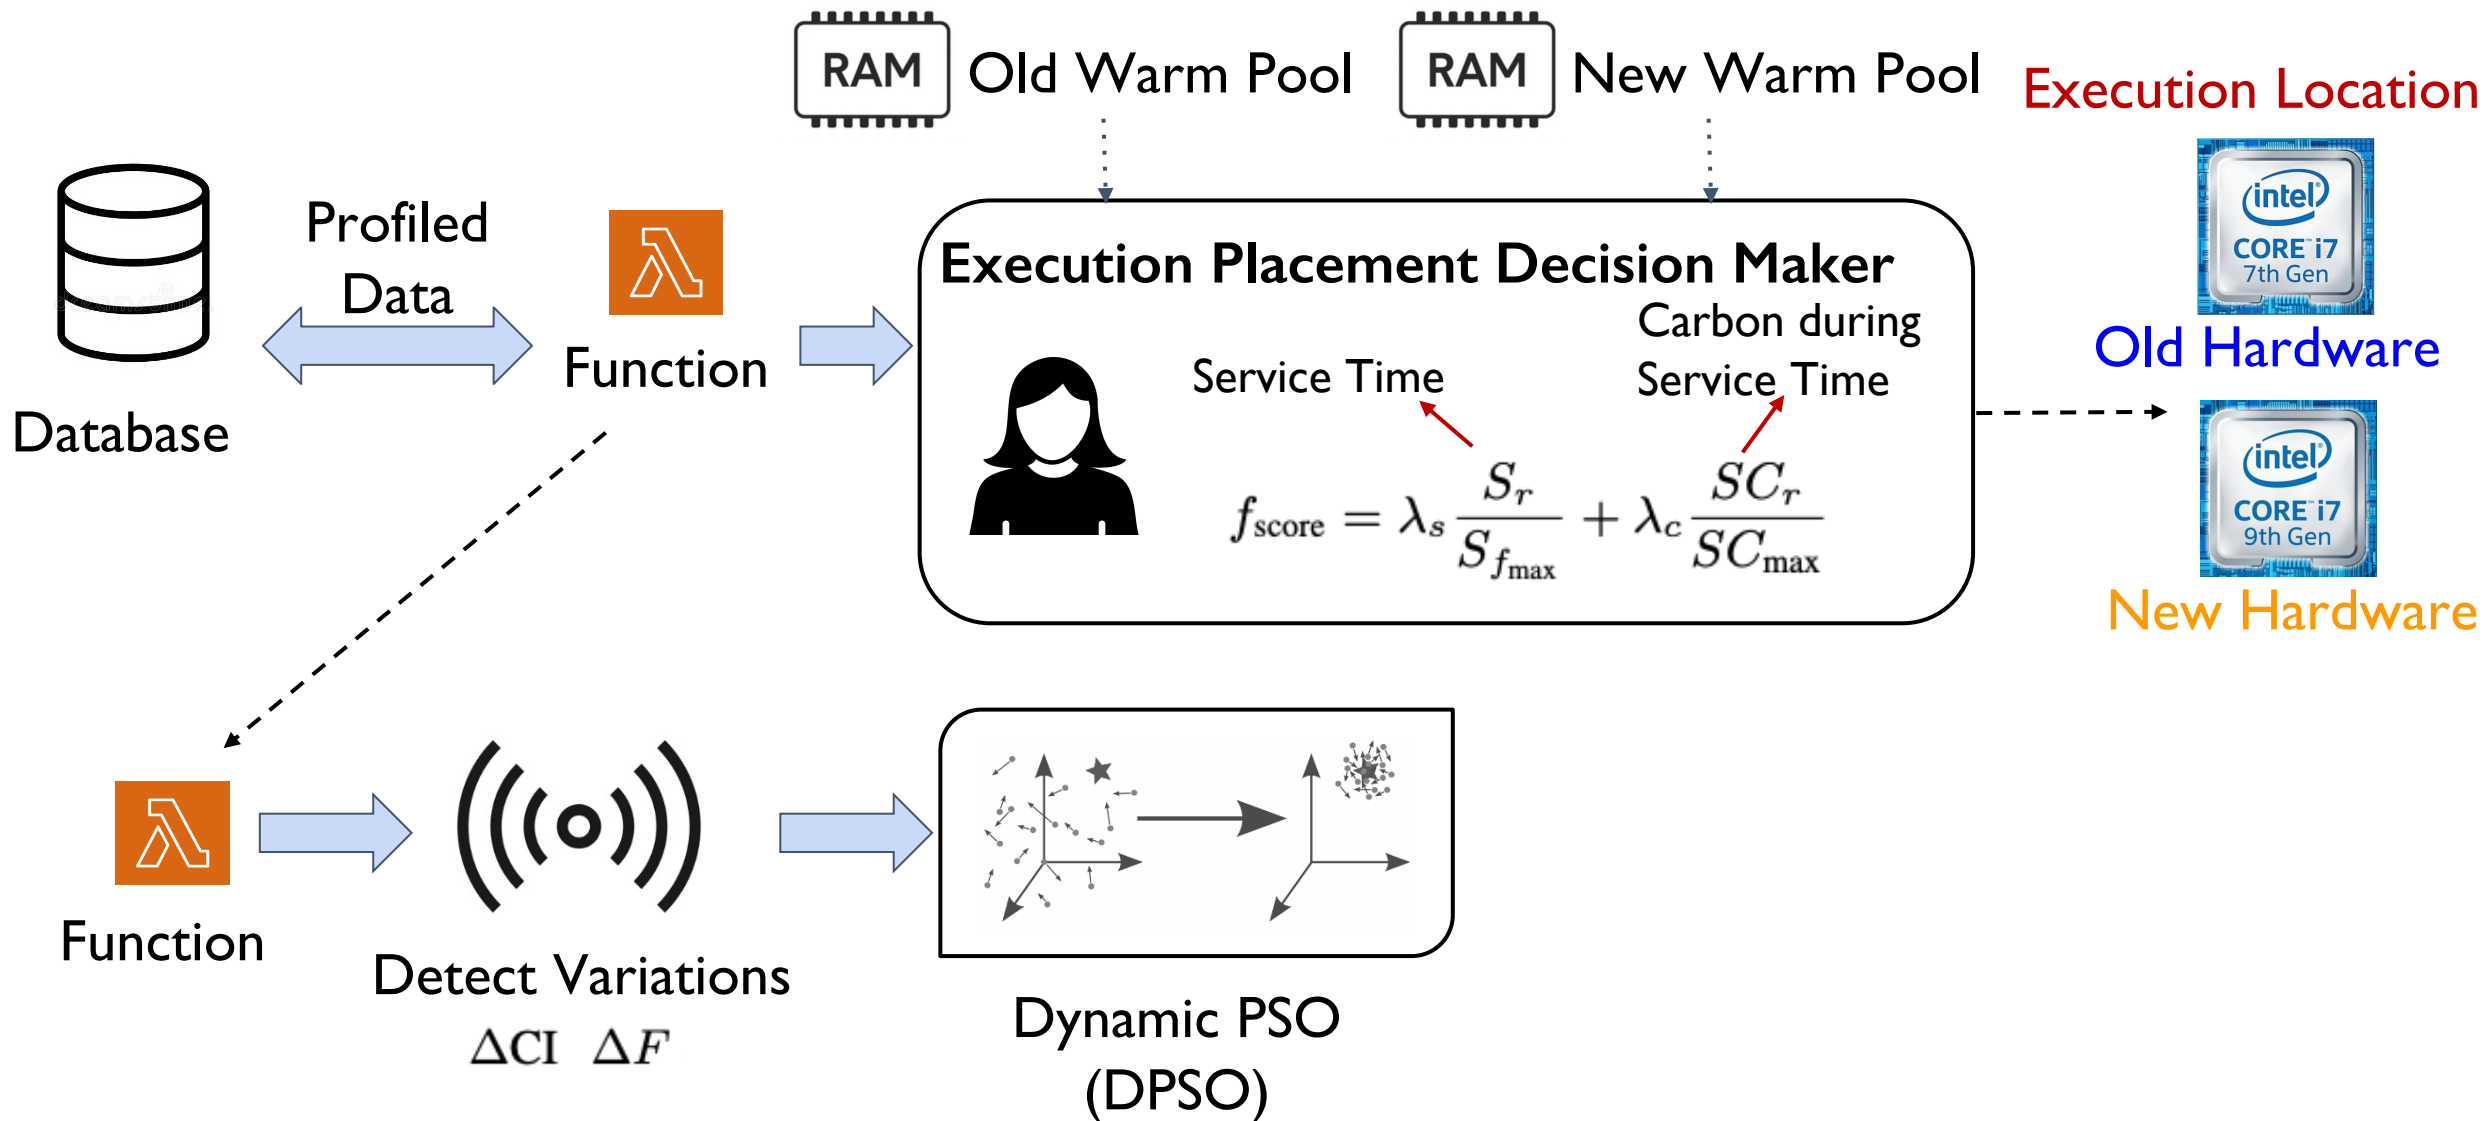 RAM
Old Warm Pool
RAM
New Warm Pool
Execution Location
Profiled
Data
Database
Function
Execution Placement Decision Maker
Service Time
Carbon during
Service Time
f_score = λ_s S_r / S_f_max + λ_c SC_r / SC_max
intel
CORE i7
7th Gen
Old Hardware
intel
CORE i7
9th Gen
New Hardware
Function
Detect Variations
ΔCI ΔF
Dynamic PSO
(DPSO)